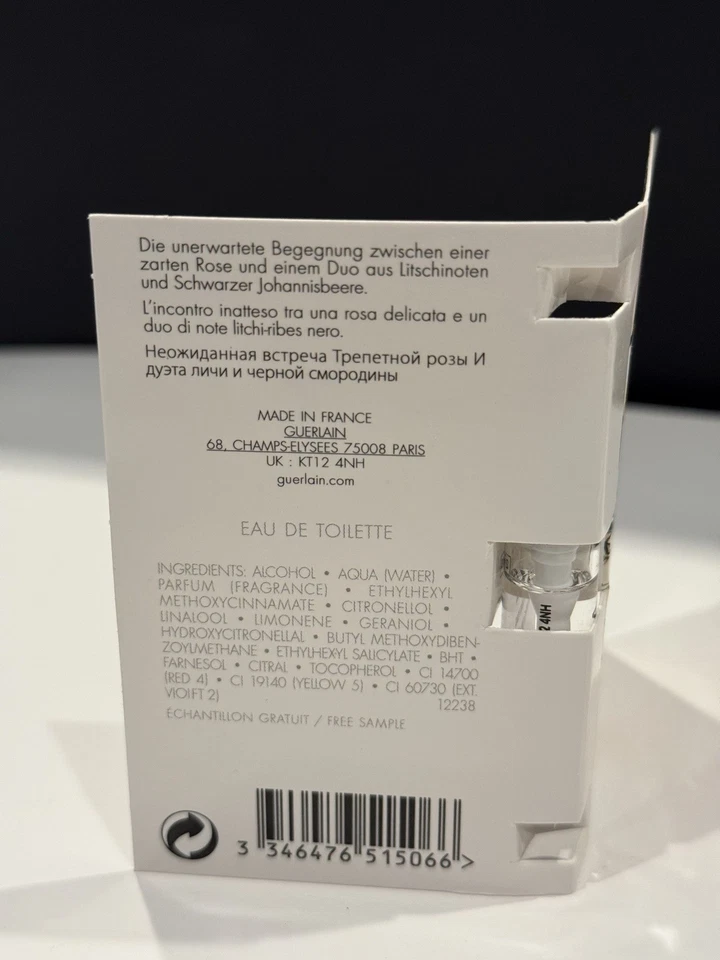 Die unerwartete Begegnung zwischen einer
zarten Rose und einem Duo aus Litschinoten
und Schwarzer Johannisbeere.
L'incontro inatteso tra una rosa delicata e un
duo di note litchi-ribes nero.
Неожиданная встреча Трепетной розы И
дуэта личи и черной смородины
MADE IN FRANCE
GUERLAIN
68, CHAMPS-ELYSEES 75008 PARIS
UK : KT12 4NH
guerlain.com
EAU DE TOILETTE
INGREDIENTS: ALCOHOL • AQUA (WATER) •
PARFUM (FRAGRANCE) • ETHYLHEXYL
METHOXYCINNAMATE • CITRONELLOL •
LINALOOL • LIMONENE • GERANIOL •
HYDROXYCITRONELLAL • BUTYL METHOXYDIBEN-
ZOYLMETHANE • ETHYLHEXYL SALICYLATE • BHT •
FARNESOL • CITRAL • TOCOPHEROL • CI 14700
(RED 4) • CI 19140 (YELLOW 5) • CI 60730 (EXT.
VIOLET 2) 12238
ÉCHANTILLON GRATUIT / FREE SAMPLE
2 4NH
3 346476 515066 >